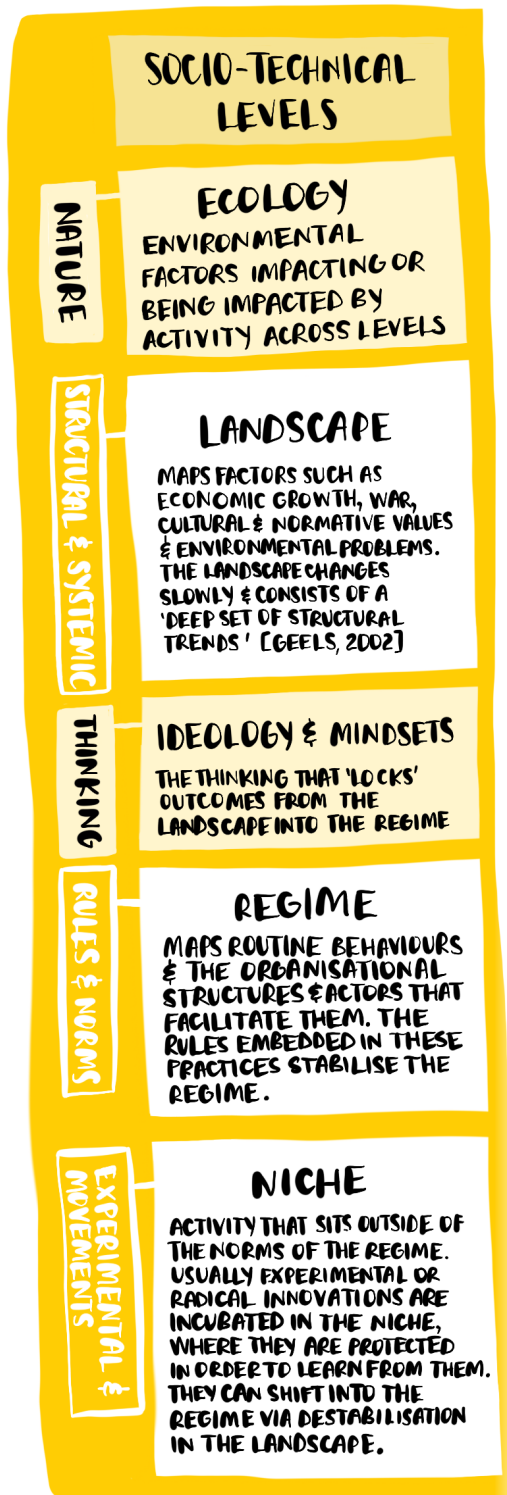 SOCIO-TECHNICAL
LEVELS
NATURE
ECOLOGY
ENVIRONMENTAL
FACTORS IMPACTING OR
BEING IMPACTED BY
ACTIVITY ACROSS LEVELS
STRUCTURAL & SYSTEMIC
LANDSCAPE
MAPS FACTORS SUCH AS
ECONOMIC GROWTH, WAR,
CULTURAL & NORMATIVE VALUES
& ENVIRONMENTAL PROBLEMS.
THE LANDSCAPE CHANGES
SLOWLY & CONSISTS OF A
'DEEP SET OF STRUCTURAL
TRENDS' [GEELS, 2002]
THINKING
IDEOLOGY & MINDSETS
THE THINKING THAT 'LOCKS'
OUTCOMES FROM THE
LANDSCAPE INTO THE REGIME
RULES & NORMS
REGIME
MAPS ROUTINE BEHAVIOURS
& THE ORGANISATIONAL
STRUCTURES & ACTORS THAT
FACILITATE THEM. THE
RULES EMBEDDED IN THESE
PRACTICES STABILISE THE
REGIME.
EXPERIMENTAL &
MOVEMENTS
NICHE
ACTIVITY THAT SITS OUTSIDE OF
THE NORMS OF THE REGIME.
USUALLY EXPERIMENTAL OR
RADICAL INNOVATIONS ARE
INCUBATED IN THE NICHE,
WHERE THEY ARE PROTECTED
IN ORDER TO LEARN FROM THEM.
THEY CAN SHIFT INTO THE
REGIME VIA DESTABILISATION
IN THE LANDSCAPE.